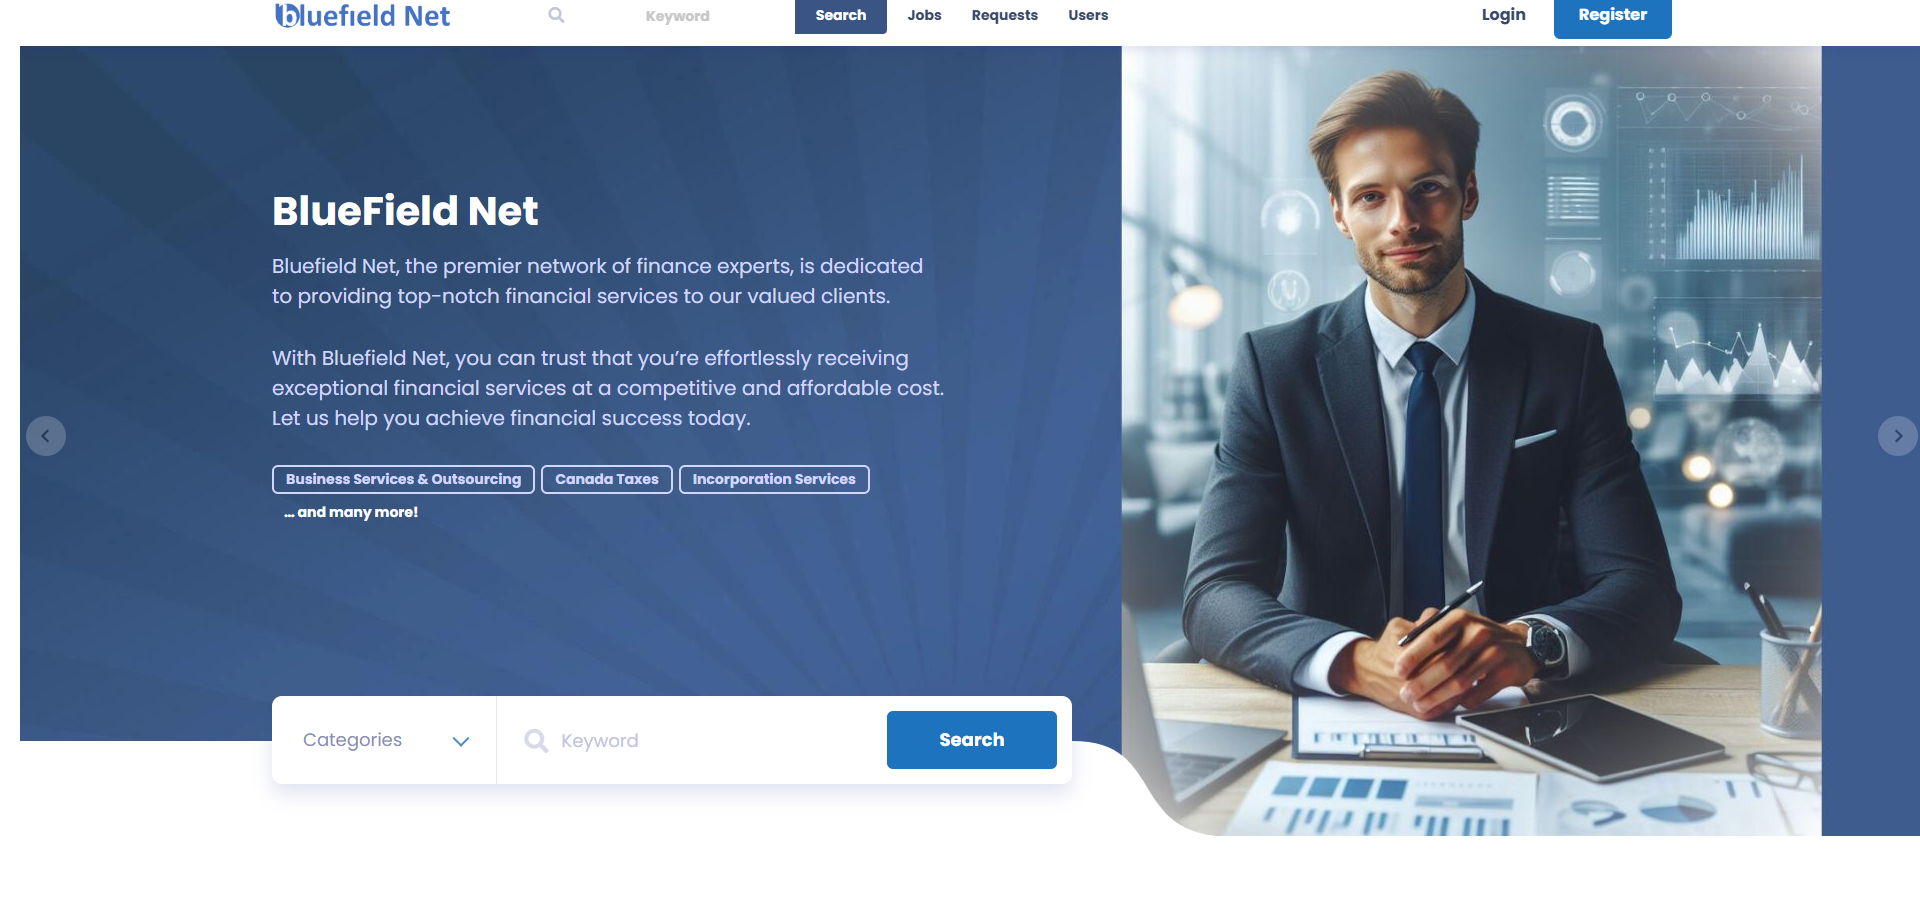 bluefield Net
Keyword
Search
Jobs
Requests
Users
Login
Register
BlueField Net
Bluefield Net, the premier network of finance experts, is dedicated
to providing top-notch financial services to our valued clients.
With Bluefield Net, you can trust that you’re effortlessly receiving
exceptional financial services at a competitive and affordable cost.
Let us help you achieve financial success today.
Business Services & Outsourcing
Canada Taxes
Incorporation Services
... and many more!
Categories
Keyword
Search